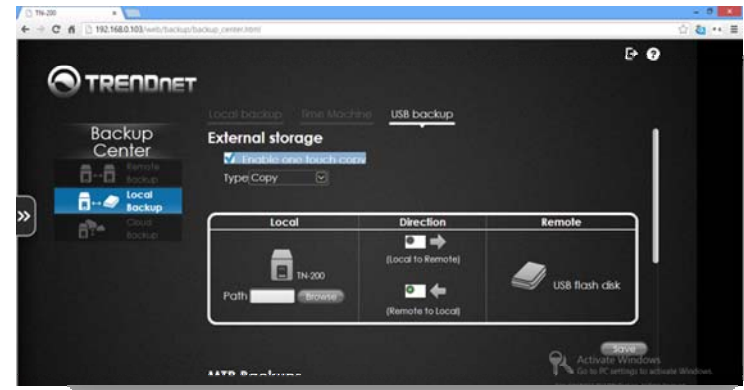 TN-200
192.168.0.103/web/backup/backup_center.html
TRENDNET
Local backup Time Machine USB backup
Backup
Center
External storage
Enable one touch copy
Type Copy
Remote
Backup
Local
Backup
Cloud
Backup
Local Direction Remote
(Local to Remote)
TN-200
USB flash disk
Path Browse
(Remote to Local)
Save
Activate Windows
Go to PC settings to activate Windows.